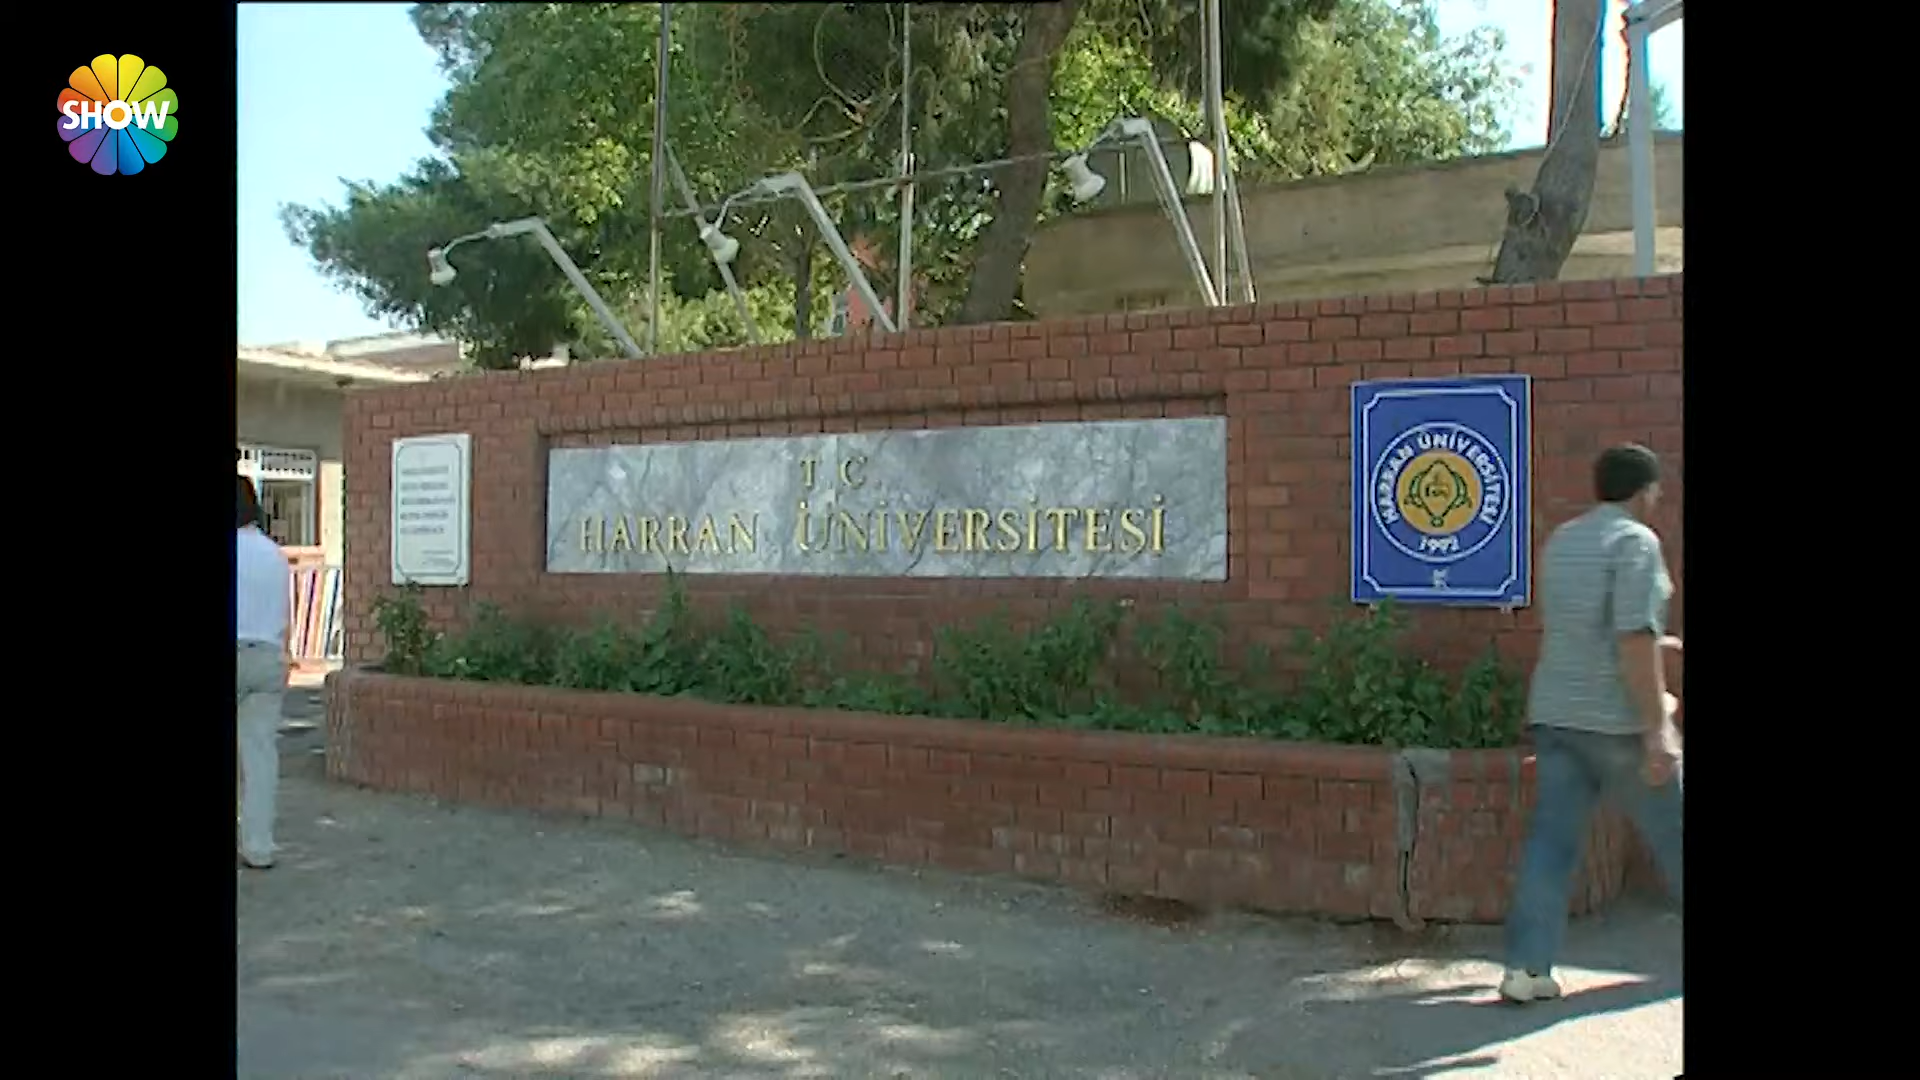 SHOW
T.C.
HARRAN ÜNİVERSİTESİ
HARRAN ÜNİVERSİTESİ
1992